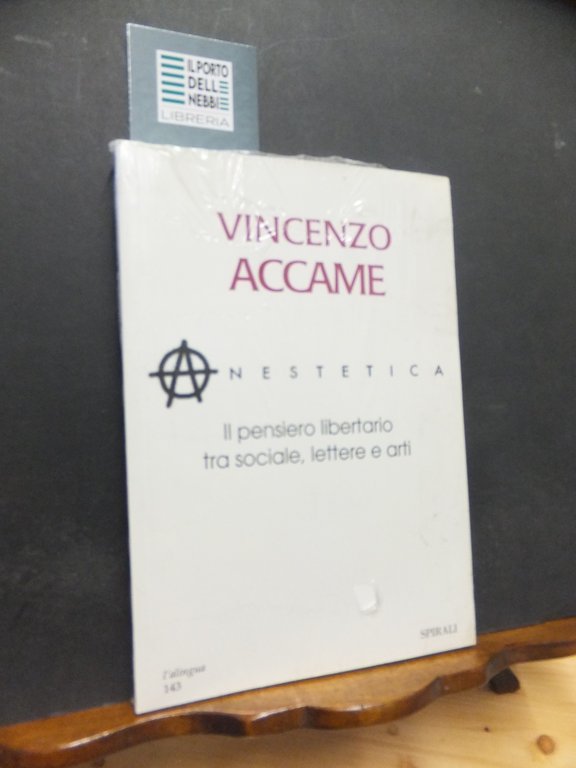 IL PORTO
DELLE
NEBBIE
LIBRERIA
VINCENZO
ACCAME
ANESTETICA
Il pensiero libertario
tra sociale, lettere e arti
SPIRALI
l'alingua
143